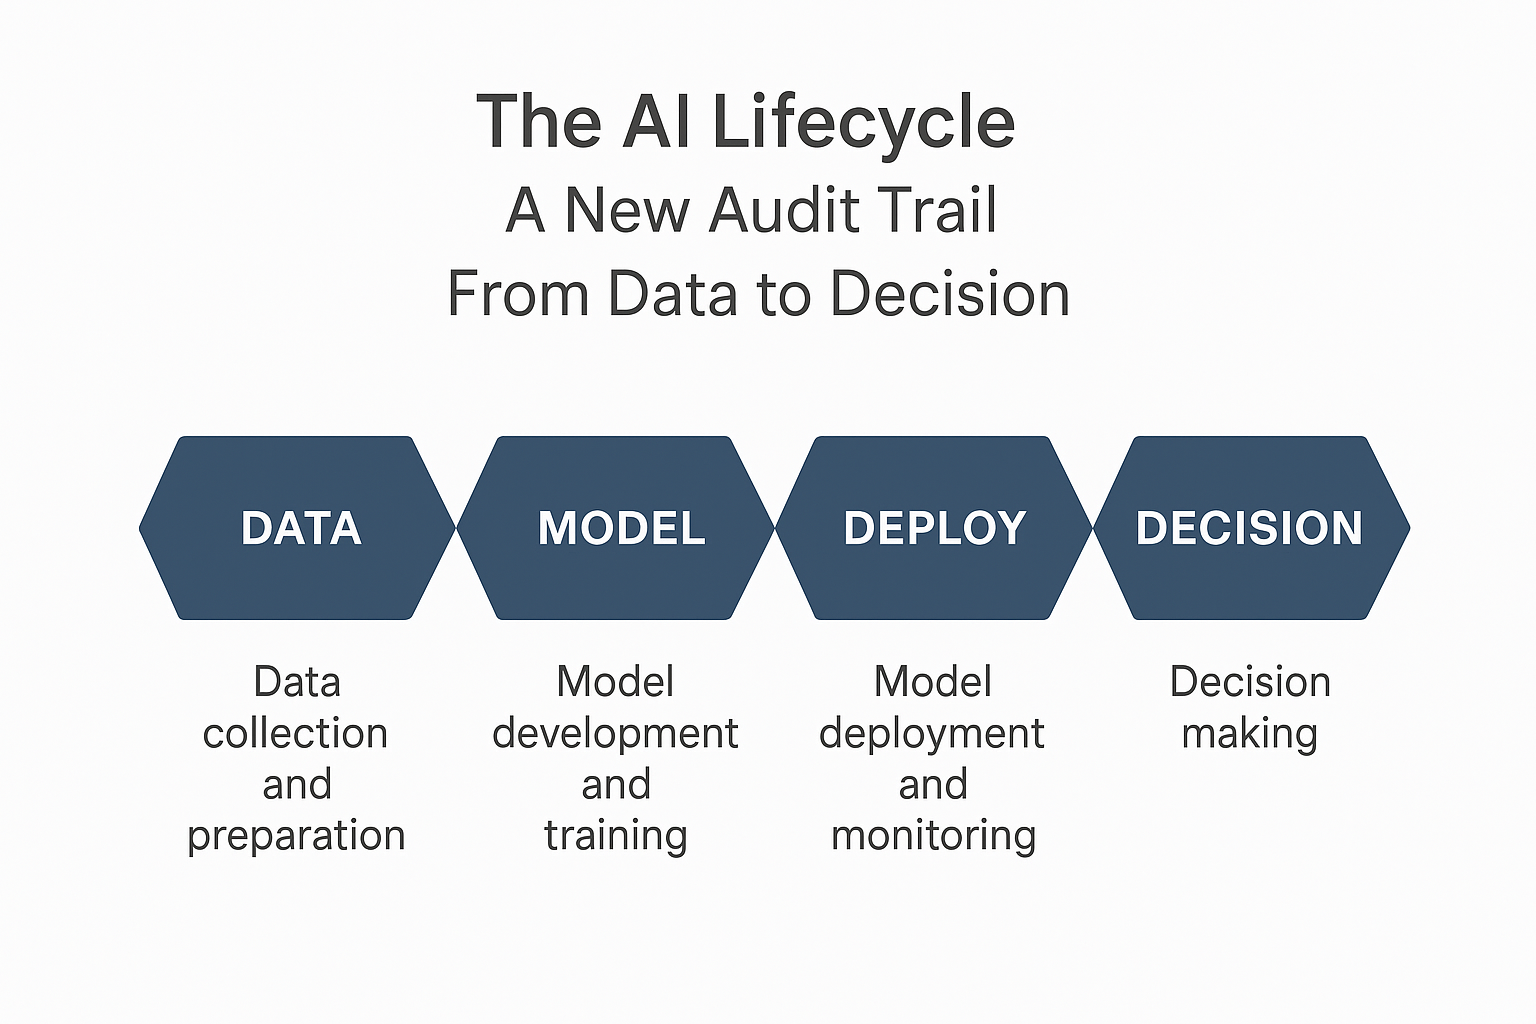 The AI Lifecycle
A New Audit Trail
From Data to Decision
DATA
MODEL
DEPLOY
DECISION
Data
collection
and
preparation
Model
development
and
training
Model
deployment
and
monitoring
Decision
making